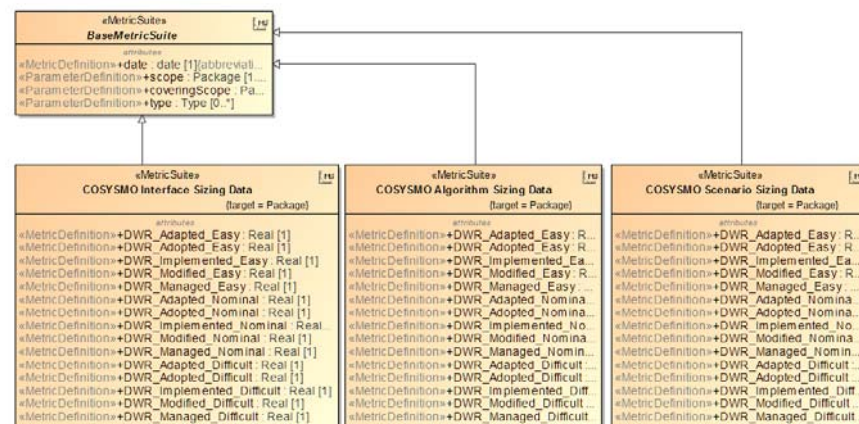 «MetricSuite»
BaseMetricSuite
attributes
«MetricDefinition»+date : date [1]{abbreviati...
«ParameterDefinition»+scope : Package [1....
«ParameterDefinition»+coveringScope : Pa...
«ParameterDefinition»+type : Type [0..*]
«MetricSuite»
COSYSMO Interface Sizing Data
{target = Package}
attributes
«MetricDefinition»+DWR_Adapted_Easy : Real [1]
«MetricDefinition»+DWR_Adopted_Easy : Real [1]
«MetricDefinition»+DWR_Implemented_Easy : Real [1]
«MetricDefinition»+DWR_Modified_Easy : Real [1]
«MetricDefinition»+DWR_Managed_Easy : Real [1]
«MetricDefinition»+DWR_Adapted_Nominal : Real [1]
«MetricDefinition»+DWR_Adopted_Nominal : Real [1]
«MetricDefinition»+DWR_Implemented_Nominal : Real...
«MetricDefinition»+DWR_Modified_Nominal : Real [1]
«MetricDefinition»+DWR_Managed_Nominal : Real [1]
«MetricDefinition»+DWR_Adapted_Difficult : Real [1]
«MetricDefinition»+DWR_Adopted_Difficult : Real [1]
«MetricDefinition»+DWR_Implemented_Difficult : Real [1]
«MetricDefinition»+DWR_Modified_Difficult : Real [1]
«MetricDefinition»+DWR_Managed_Difficult : Real [1]
«MetricSuite»
COSYSMO Algorithm Sizing Data
{target = Package}
attributes
«MetricDefinition»+DWR_Adapted_Easy : R...
«MetricDefinition»+DWR_Adopted_Easy : R...
«MetricDefinition»+DWR_Implemented_Ea...
«MetricDefinition»+DWR_Modified_Easy : R...
«MetricDefinition»+DWR_Managed_Easy : ...
«MetricDefinition»+DWR_Adapted_Nomina...
«MetricDefinition»+DWR_Adopted_Nomina...
«MetricDefinition»+DWR_Implemented_No...
«MetricDefinition»+DWR_Modified_Nomina...
«MetricDefinition»+DWR_Managed_Nomin...
«MetricDefinition»+DWR_Adapted_Difficult :...
«MetricDefinition»+DWR_Adopted_Difficult ...
«MetricDefinition»+DWR_Implemented_Diff...
«MetricDefinition»+DWR_Modified_Difficult ...
«MetricDefinition»+DWR_Managed_Difficult...
«MetricSuite»
COSYSMO Scenario Sizing Data
{target = Package}
attributes
«MetricDefinition»+DWR_Adapted_Easy : R...
«MetricDefinition»+DWR_Adopted_Easy : R...
«MetricDefinition»+DWR_Implemented_Ea...
«MetricDefinition»+DWR_Modified_Easy : R...
«MetricDefinition»+DWR_Managed_Easy : ...
«MetricDefinition»+DWR_Adapted_Nomina...
«MetricDefinition»+DWR_Adopted_Nomina...
«MetricDefinition»+DWR_Implemented_No...
«MetricDefinition»+DWR_Modified_Nomina...
«MetricDefinition»+DWR_Managed_Nomin...
«MetricDefinition»+DWR_Adapted_Difficult :...
«MetricDefinition»+DWR_Adopted_Difficult ...
«MetricDefinition»+DWR_Implemented_Diff...
«MetricDefinition»+DWR_Modified_Difficult ...
«MetricDefinition»+DWR_Managed_Difficult...